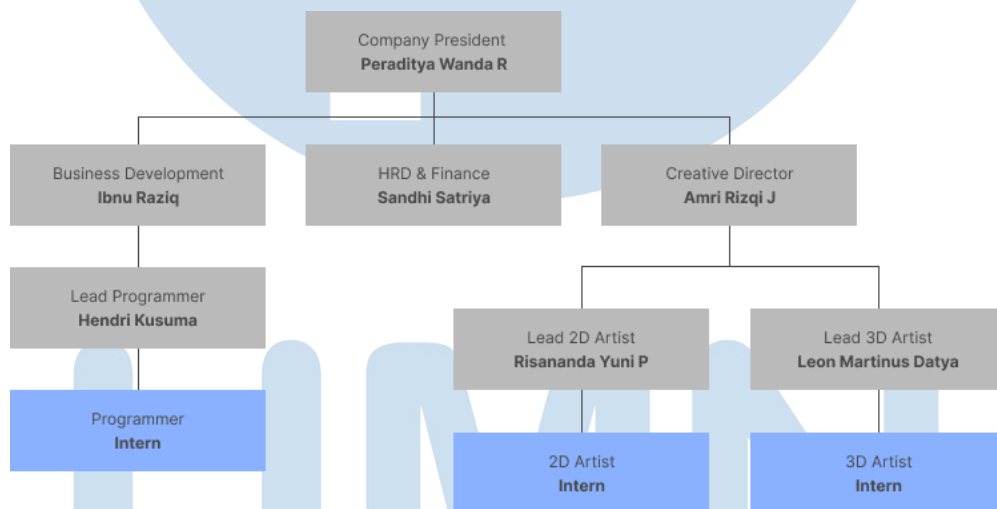 Company President
Peraditya Wanda R
Business Development
Ibnu Raziq
HRD & Finance
Sandhi Satriya
Creative Director
Amri Rizqi J
Lead Programmer
Hendri Kusuma
Lead 2D Artist
Risananda Yuni P
Lead 3D Artist
Leon Martinus Datya
Programmer
Intern
2D Artist
Intern
3D Artist
Intern